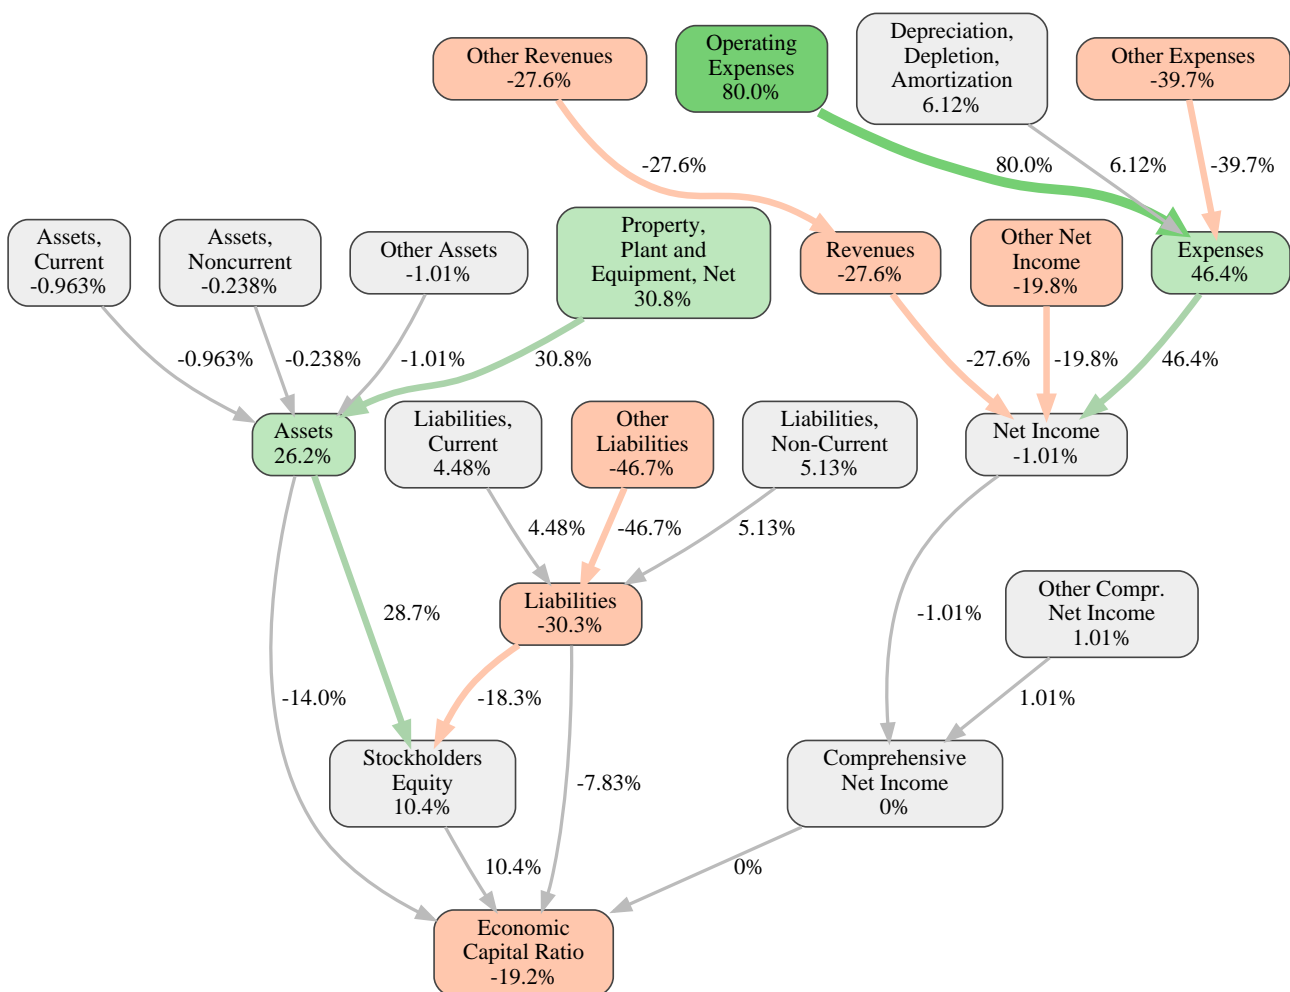 Other Revenues
-27.6%
Operating
Expenses
80.0%
Depreciation,
Depletion,
Amortization
6.12%
Other Expenses
-39.7%
-27.6%
80.0%
6.12%
-39.7%
Assets,
Current
-0.963%
Assets,
Noncurrent
-0.238%
Other Assets
-1.01%
Property,
Plant and
Equipment, Net
30.8%
Revenues
-27.6%
Other Net
Income
-19.8%
Expenses
46.4%
-0.963%
-0.238%
-1.01%
30.8%
-27.6%
-19.8%
46.4%
Assets
26.2%
Liabilities,
Current
4.48%
Other
Liabilities
-46.7%
Liabilities,
Non-Current
5.13%
Net Income
-1.01%
4.48%
-46.7%
5.13%
28.7%
Liabilities
-30.3%
-1.01%
Other Compr.
Net Income
1.01%
-14.0%
-18.3%
1.01%
Stockholders
Equity
10.4%
-7.83%
Comprehensive
Net Income
0%
10.4%
0%
Economic
Capital Ratio
-19.2%